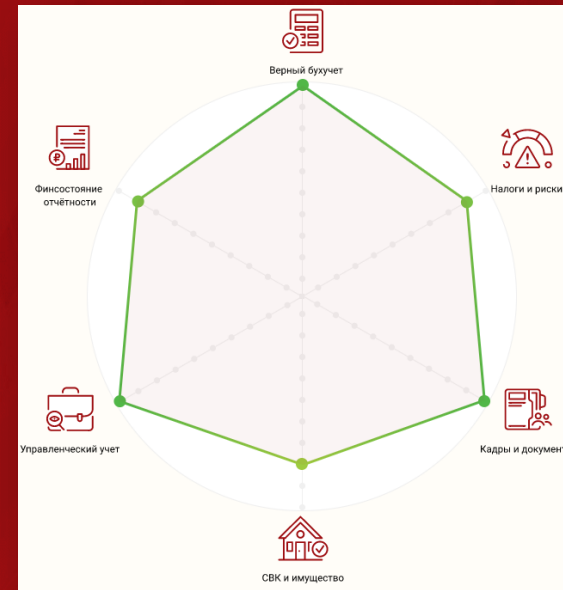 Верный бухучет
Финсостояние
отчётности
Налоги и риски
Управленческий учет
Кадры и документ
СВК и имущество